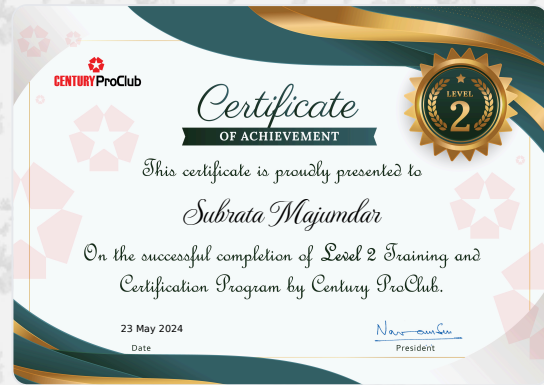 CENTURY ProClub
LEVEL
2
Certificate
OF ACHIEVEMENT
This certificate is proudly presented to
Subrata Majumdar
On the successful completion of Level 2 Training and
Certification Program by Century ProClub.
23 May 2024
Date
President